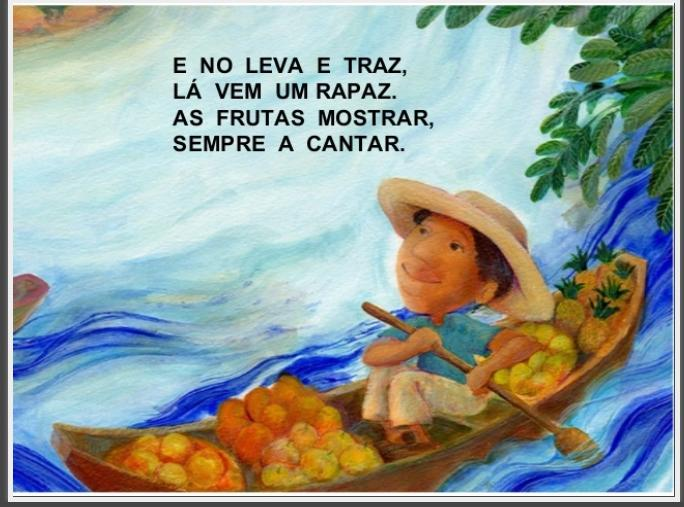 E NO LEVA E TRAZ,
LÁ VEM UM RAPAZ.
AS FRUTAS MOSTRAR,
SEMPRE A CANTAR.